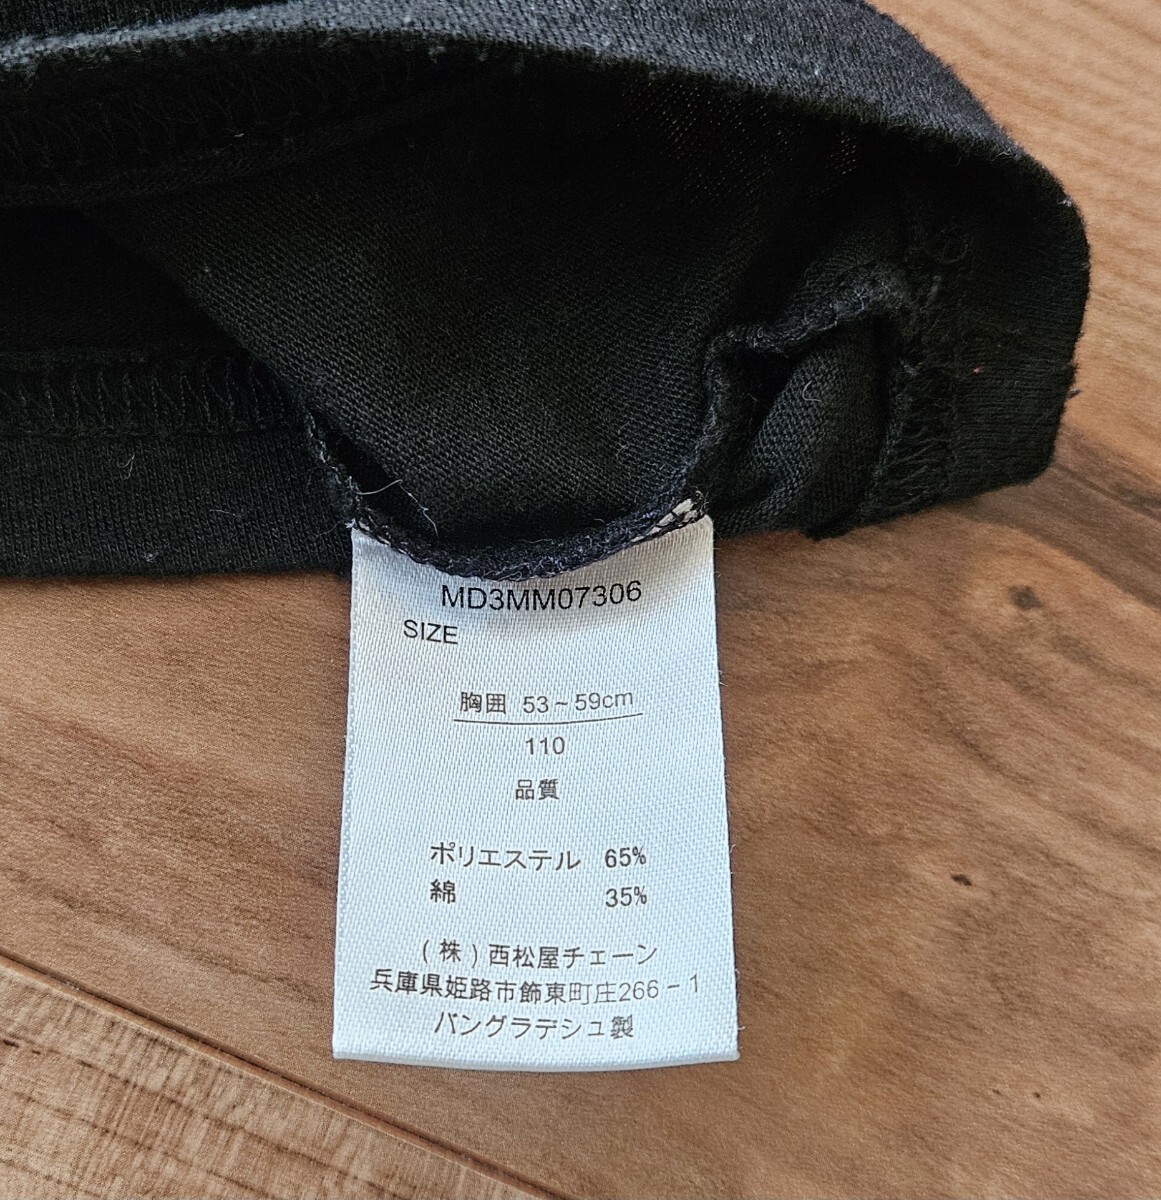 MD3MM07306
SIZE
胸囲 53~59cm
110
品質
ポリエステル 65%
綿 35%
(株)西松屋チェーン
兵庫県姫路市飾東町庄266-1
バングラデシュ製